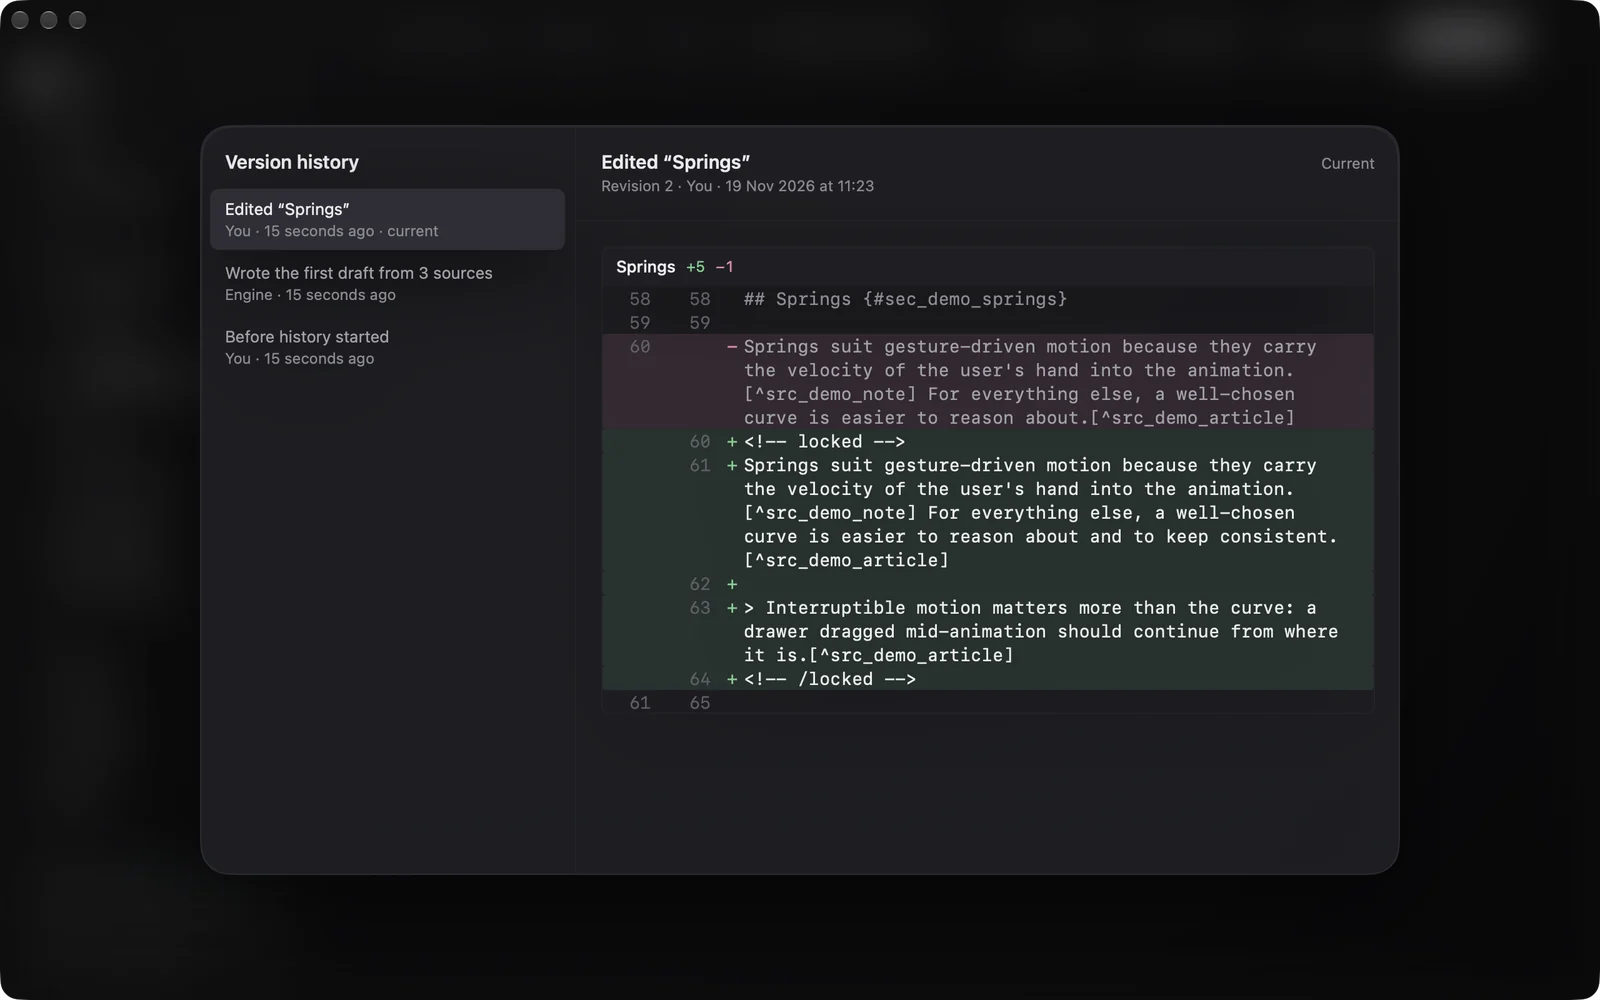 Version history
Edited “Springs”
You · 15 seconds ago · current
Wrote the first draft from 3 sources
Engine · 15 seconds ago
Before history started
You · 15 seconds ago
Edited “Springs”
Revision 2 · You · 19 Nov 2026 at 11:23
Current
Springs +5 −1
58 58 ## Springs {#sec_demo_springs}
59 59
60 − Springs suit gesture-driven motion because they carry
the velocity of the user's hand into the animation.
[^src_demo_note] For everything else, a well-chosen
curve is easier to reason about.[^src_demo_article]
60 + <!-- locked -->
61 + Springs suit gesture-driven motion because they carry
the velocity of the user's hand into the animation.
[^src_demo_note] For everything else, a well-chosen
curve is easier to reason about and to keep consistent.
[^src_demo_article]
62 +
63 + > Interruptible motion matters more than the curve: a
drawer dragged mid-animation should continue from where
it is.[^src_demo_article]
64 + <!-- /locked -->
61 65